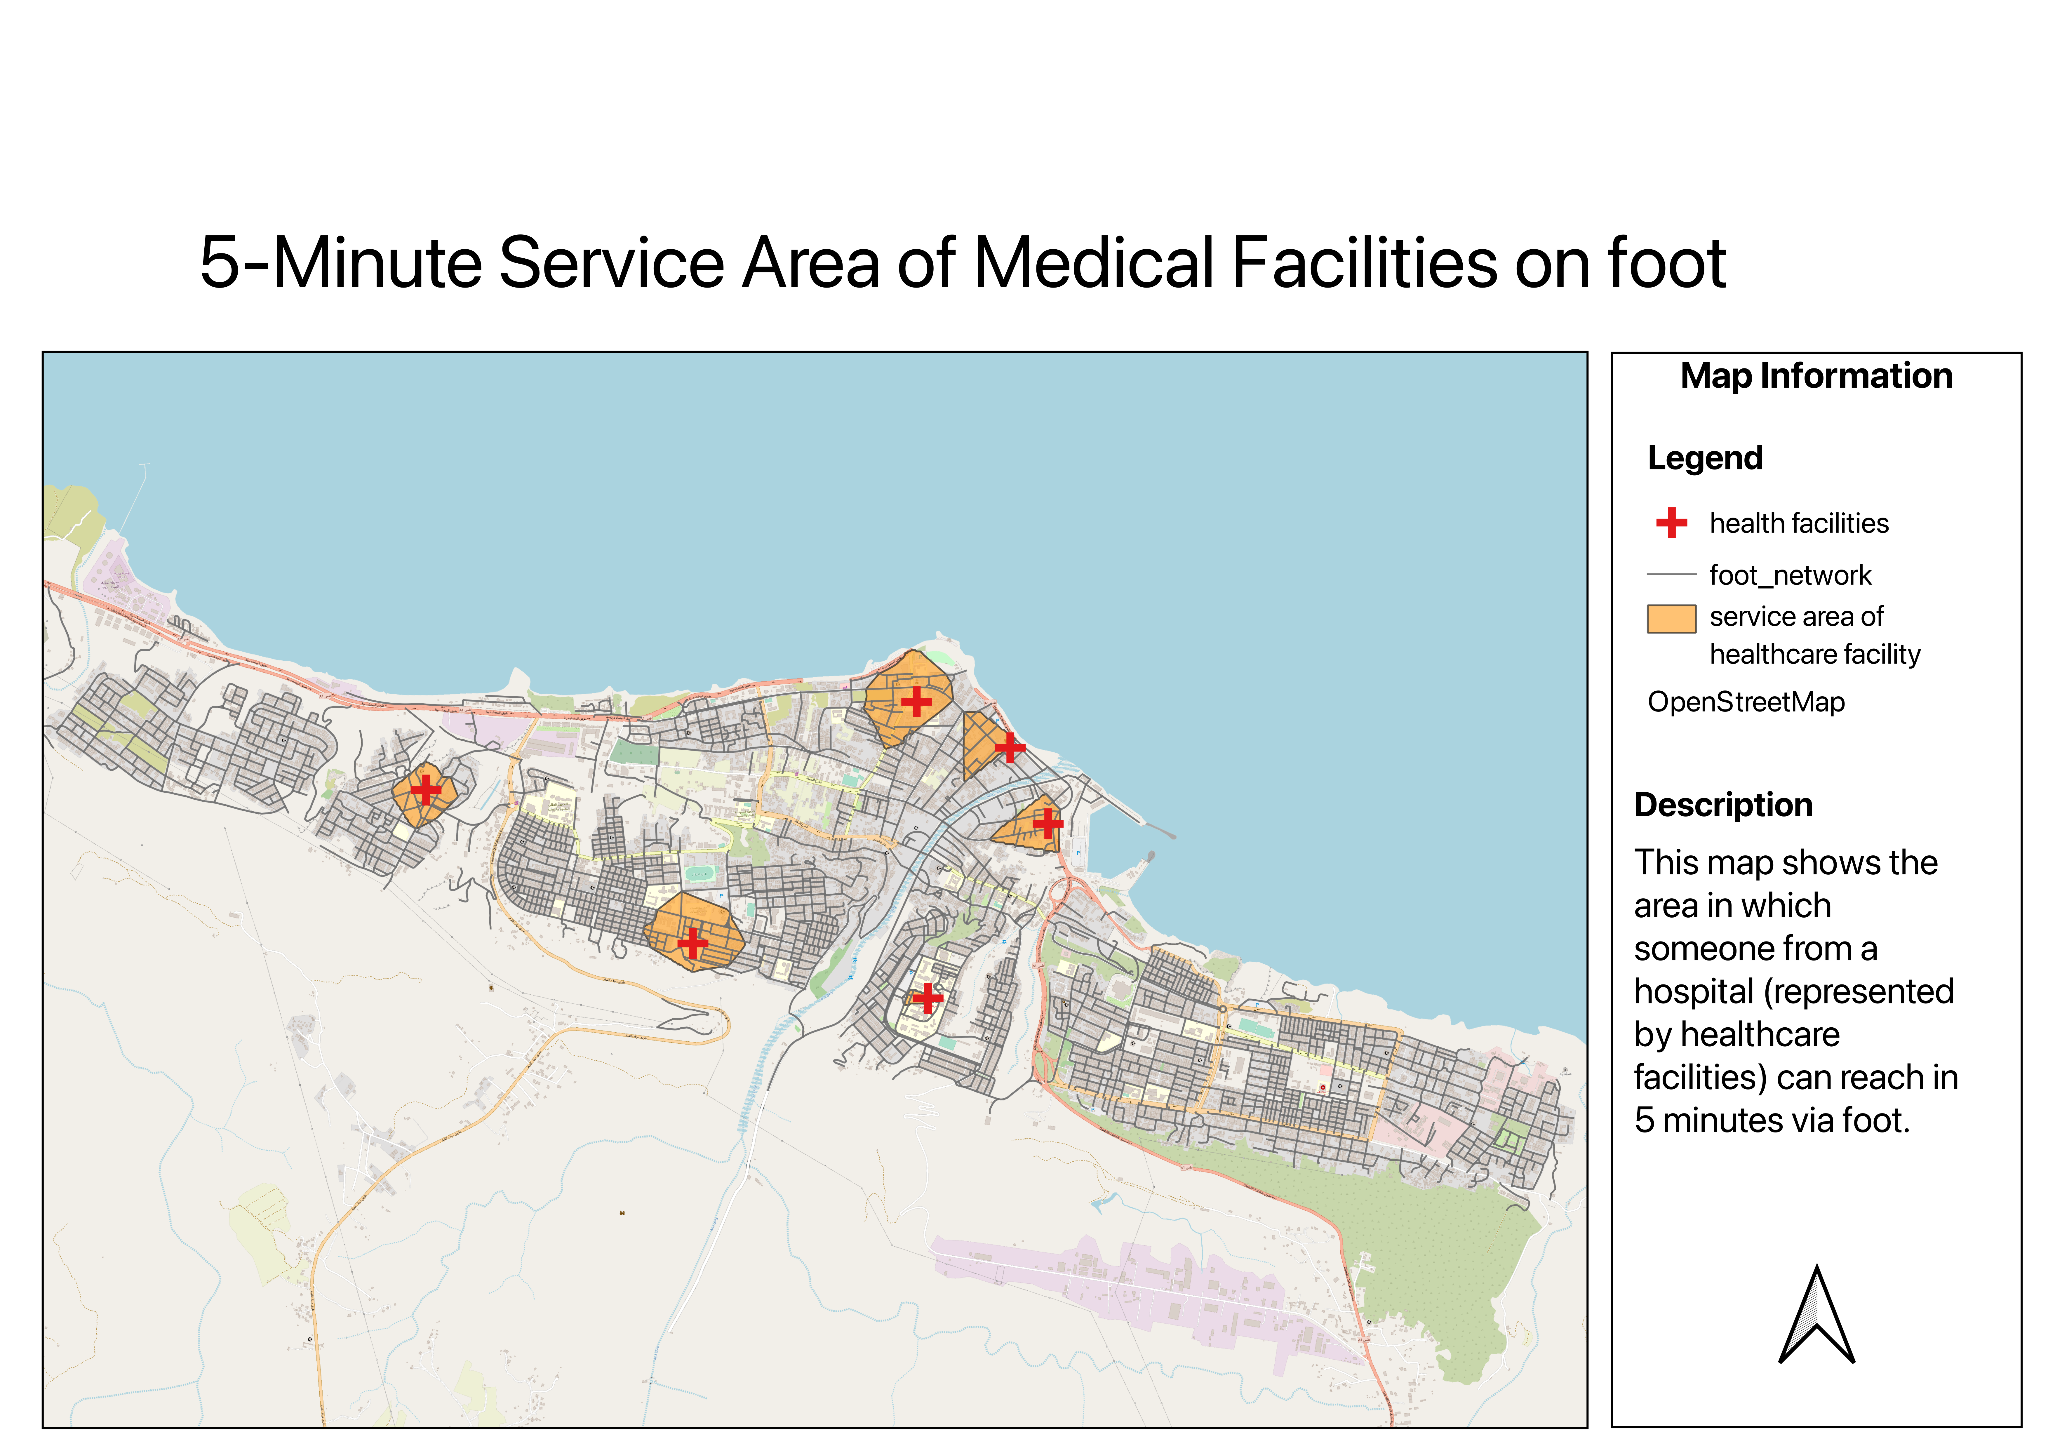 5-Minute Service Area of Medical Facilities on foot
Map Information
Legend
health facilities
foot_network
service area of
healthcare facility
OpenStreetMap
Description
This map shows the
area in which
someone from a
hospital (represented
by healthcare
facilities) can reach in
5 minutes via foot.